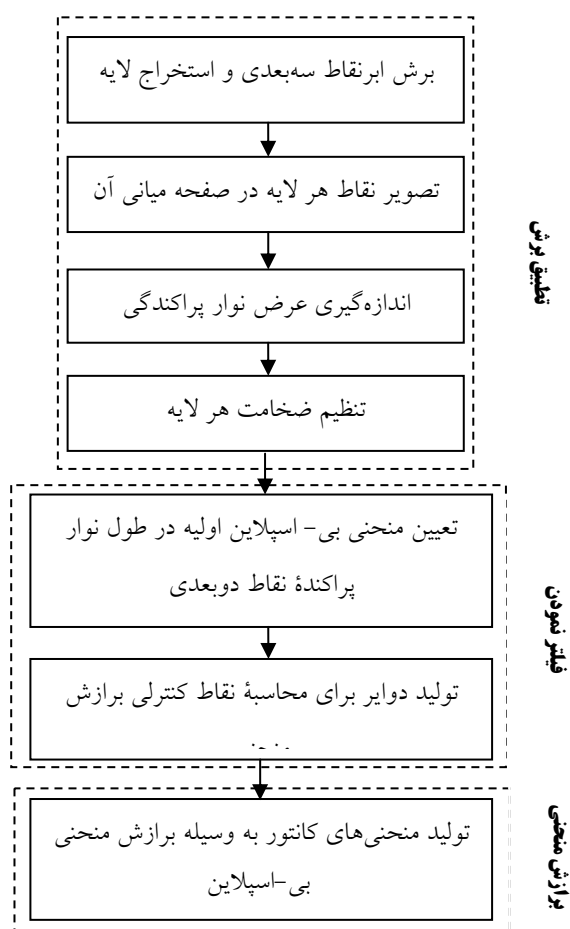 برش ابرنقاط سه‌بعدی و استخراج لایه
تصویر نقاط هر لایه در صفحه میانی آن
اندازه‌گیری عرض نوار پراکندگی
تنظیم ضخامت هر لایه
تطبیق برش
تعیین منحنی بی- اسپلاین اولیه در طول نوار
پراکندهٔ نقاط دوبعدی
تولید دوایر برای محاسبهٔ نقاط کنترلی برازش
فیلتر نمودن
تولید منحنی‌های کانتور به وسیله برازش منحنی
بی-اسپلاین
برازش منحنی